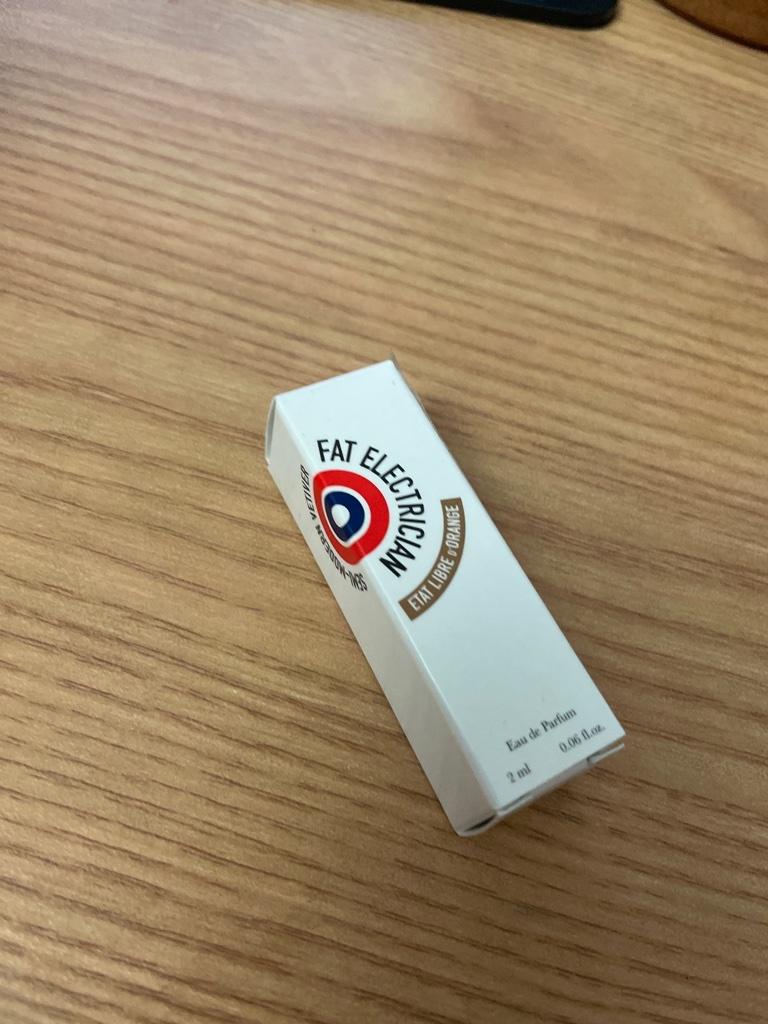 FAT ELECTRICIAN
SEMI-MODERN VETIVER
ETAT LIBRE D'ORANGE
Eau de Parfum
2 ml 0.06 fl.oz.